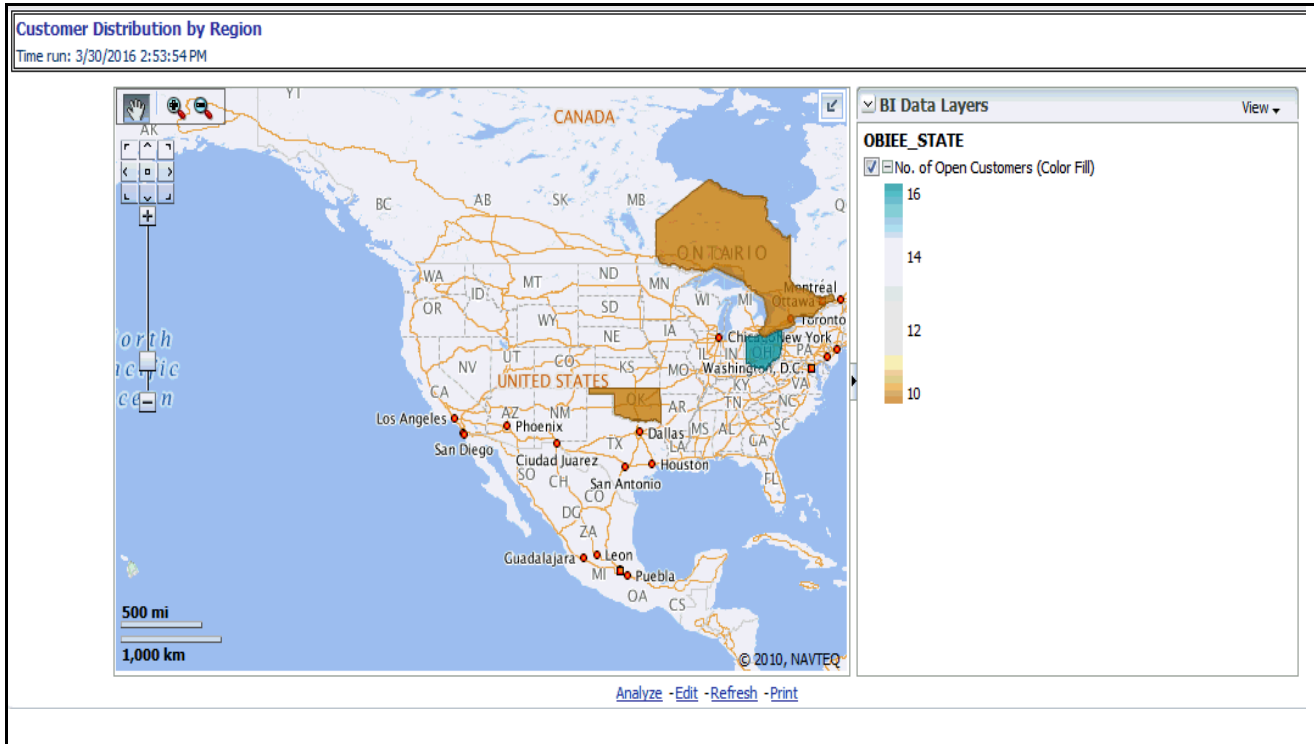 Customer Distribution by Region
Time run: 3/30/2016 2:53:54 PM
BI Data Layers
View
OBIEE_STATE
No. of Open Customers (Color Fill)
16
14
12
10
YT
AK
CANADA
BC
AB
SK
MB
ONTARIO
WA
MT
ND
MN
Montréal
Ottawa
OR
ID
SD
WI
MI
Toronto
WY
IA
Chicago
New York
NE
IL
IN
OH
PA
NV
UT
CO
KS
MO
Washington, D.C.
KY
VA
UNITED STATES
CA
OK
TN
NC
Los Angeles
AZ
NM
AR
SC
Phoenix
Dallas
MS
AL
GA
San Diego
TX
LA
Ciudad Juarez
Houston
SO
CH
San Antonio
FL
CO
DG
ZA
Guadalajara
Leon
MI
Puebla
OA
CS
500 mi
1,000 km
© 2010, NAVTEQ
Analyze - Edit - Refresh - Print